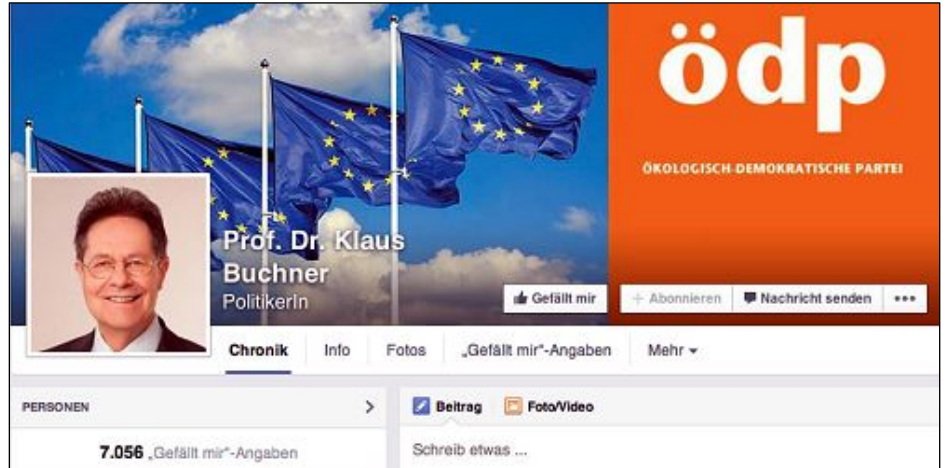 ödp
ÖKOLOGISCH-DEMOKRATISCHE PARTEI
Prof. Dr. Klaus
Buchner
PolitikerIn
Gefällt mir
+ Abonnieren
Nachricht senden
•••
Chronik
Info
Fotos
„Gefällt mir“-Angaben
Mehr
PERSONEN
>
Beitrag
Foto/Video
7.056 „Gefällt mir“-Angaben
Schreib etwas ...